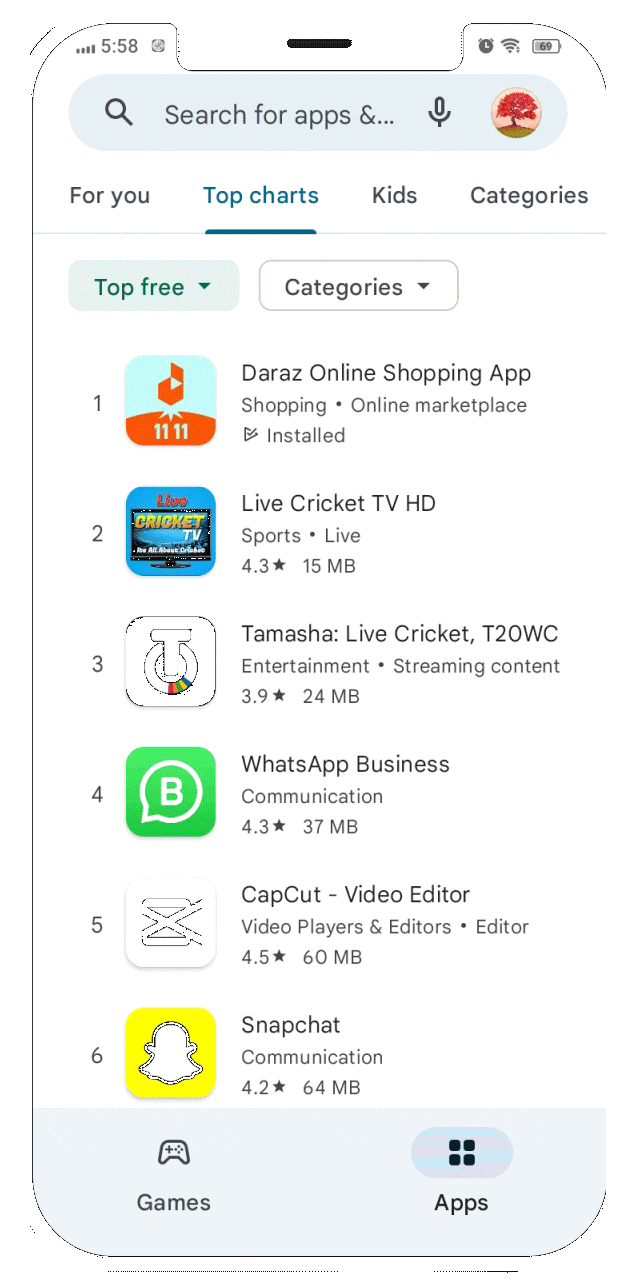 5:58
69
Search for apps &...
For you
Top charts
Kids
Categories
Top free
Categories
1
11 11
Daraz Online Shopping App
Shopping • Online marketplace
Installed
2
Live
CRICKET
TV
Its All About Cricket
Live Cricket TV HD
Sports • Live
4.3★ 15 MB
3
Tamasha: Live Cricket, T20WC
Entertainment • Streaming content
3.9★ 24 MB
4
B
WhatsApp Business
Communication
4.3★ 37 MB
5
CapCut - Video Editor
Video Players & Editors • Editor
4.5★ 60 MB
6
Snapchat
Communication
4.2★ 64 MB
Games
Apps